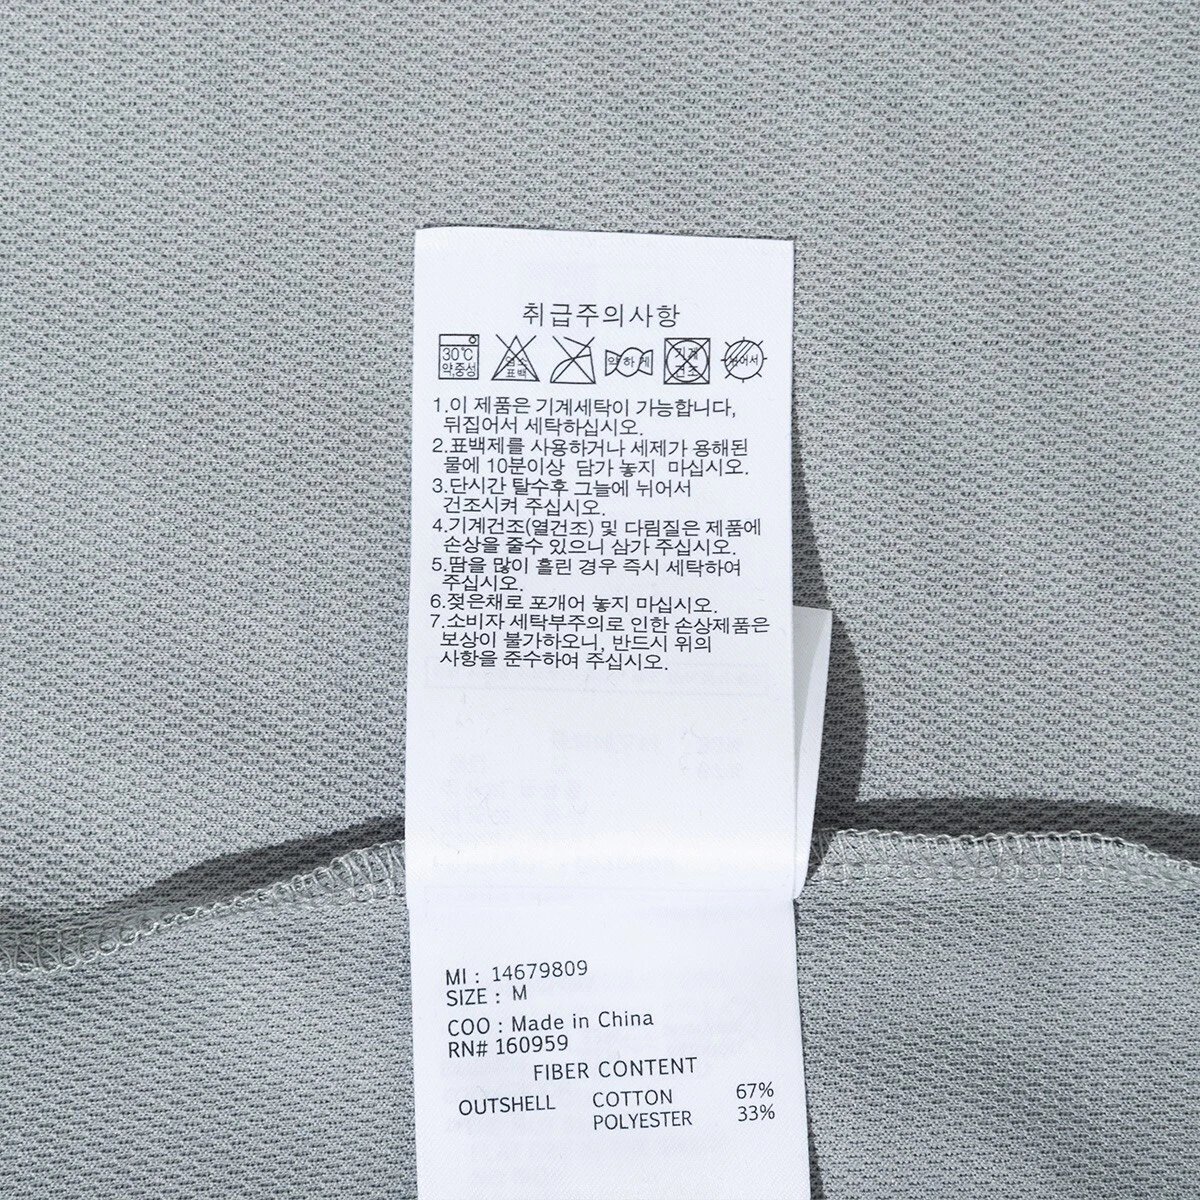 취급주의사항
30℃
약,중성
염소
표백
약하게
기계
건조
뉘어서
1.이 제품은 기계세탁이 가능합니다,
뒤집어서 세탁하십시오.
2.표백제를 사용하거나 세제가 용해된
물에 10분이상 담가 놓지 마십시오.
3.단시간 탈수후 그늘에 뉘어서
건조시켜 주십시오.
4.기계건조(열건조) 및 다림질은 제품에
손상을 줄수 있으니 삼가 주십시오.
5.땀을 많이 흘린 경우 즉시 세탁하여
주십시오.
6.젖은채로 포개어 놓지 마십시오.
7.소비자 세탁부주의로 인한 손상제품은
보상이 불가하오니, 반드시 위의
사항을 준수하여 주십시오.
MI : 14679809
SIZE : M
COO : Made in China
RN# 160959
FIBER CONTENT
OUTSHELL COTTON 67%
POLYESTER 33%